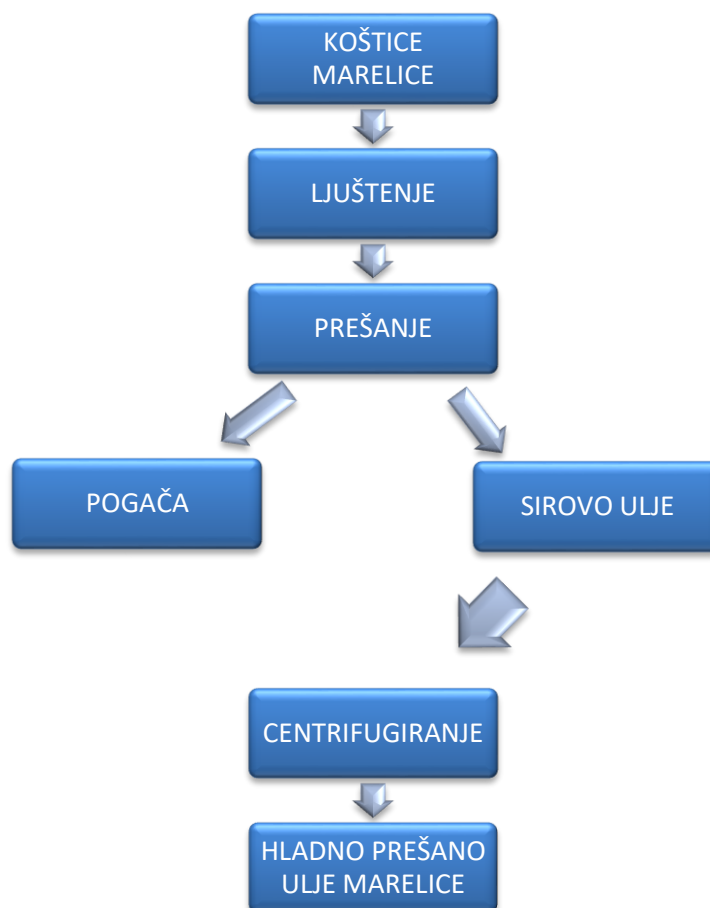 KOŠTICE
MARELICE
LJUŠTENJE
PREŠANJE
POGAČA
SIROVO ULJE
CENTRIFUGIRANJE
HLADNO PREŠANO
ULJE MARELICE